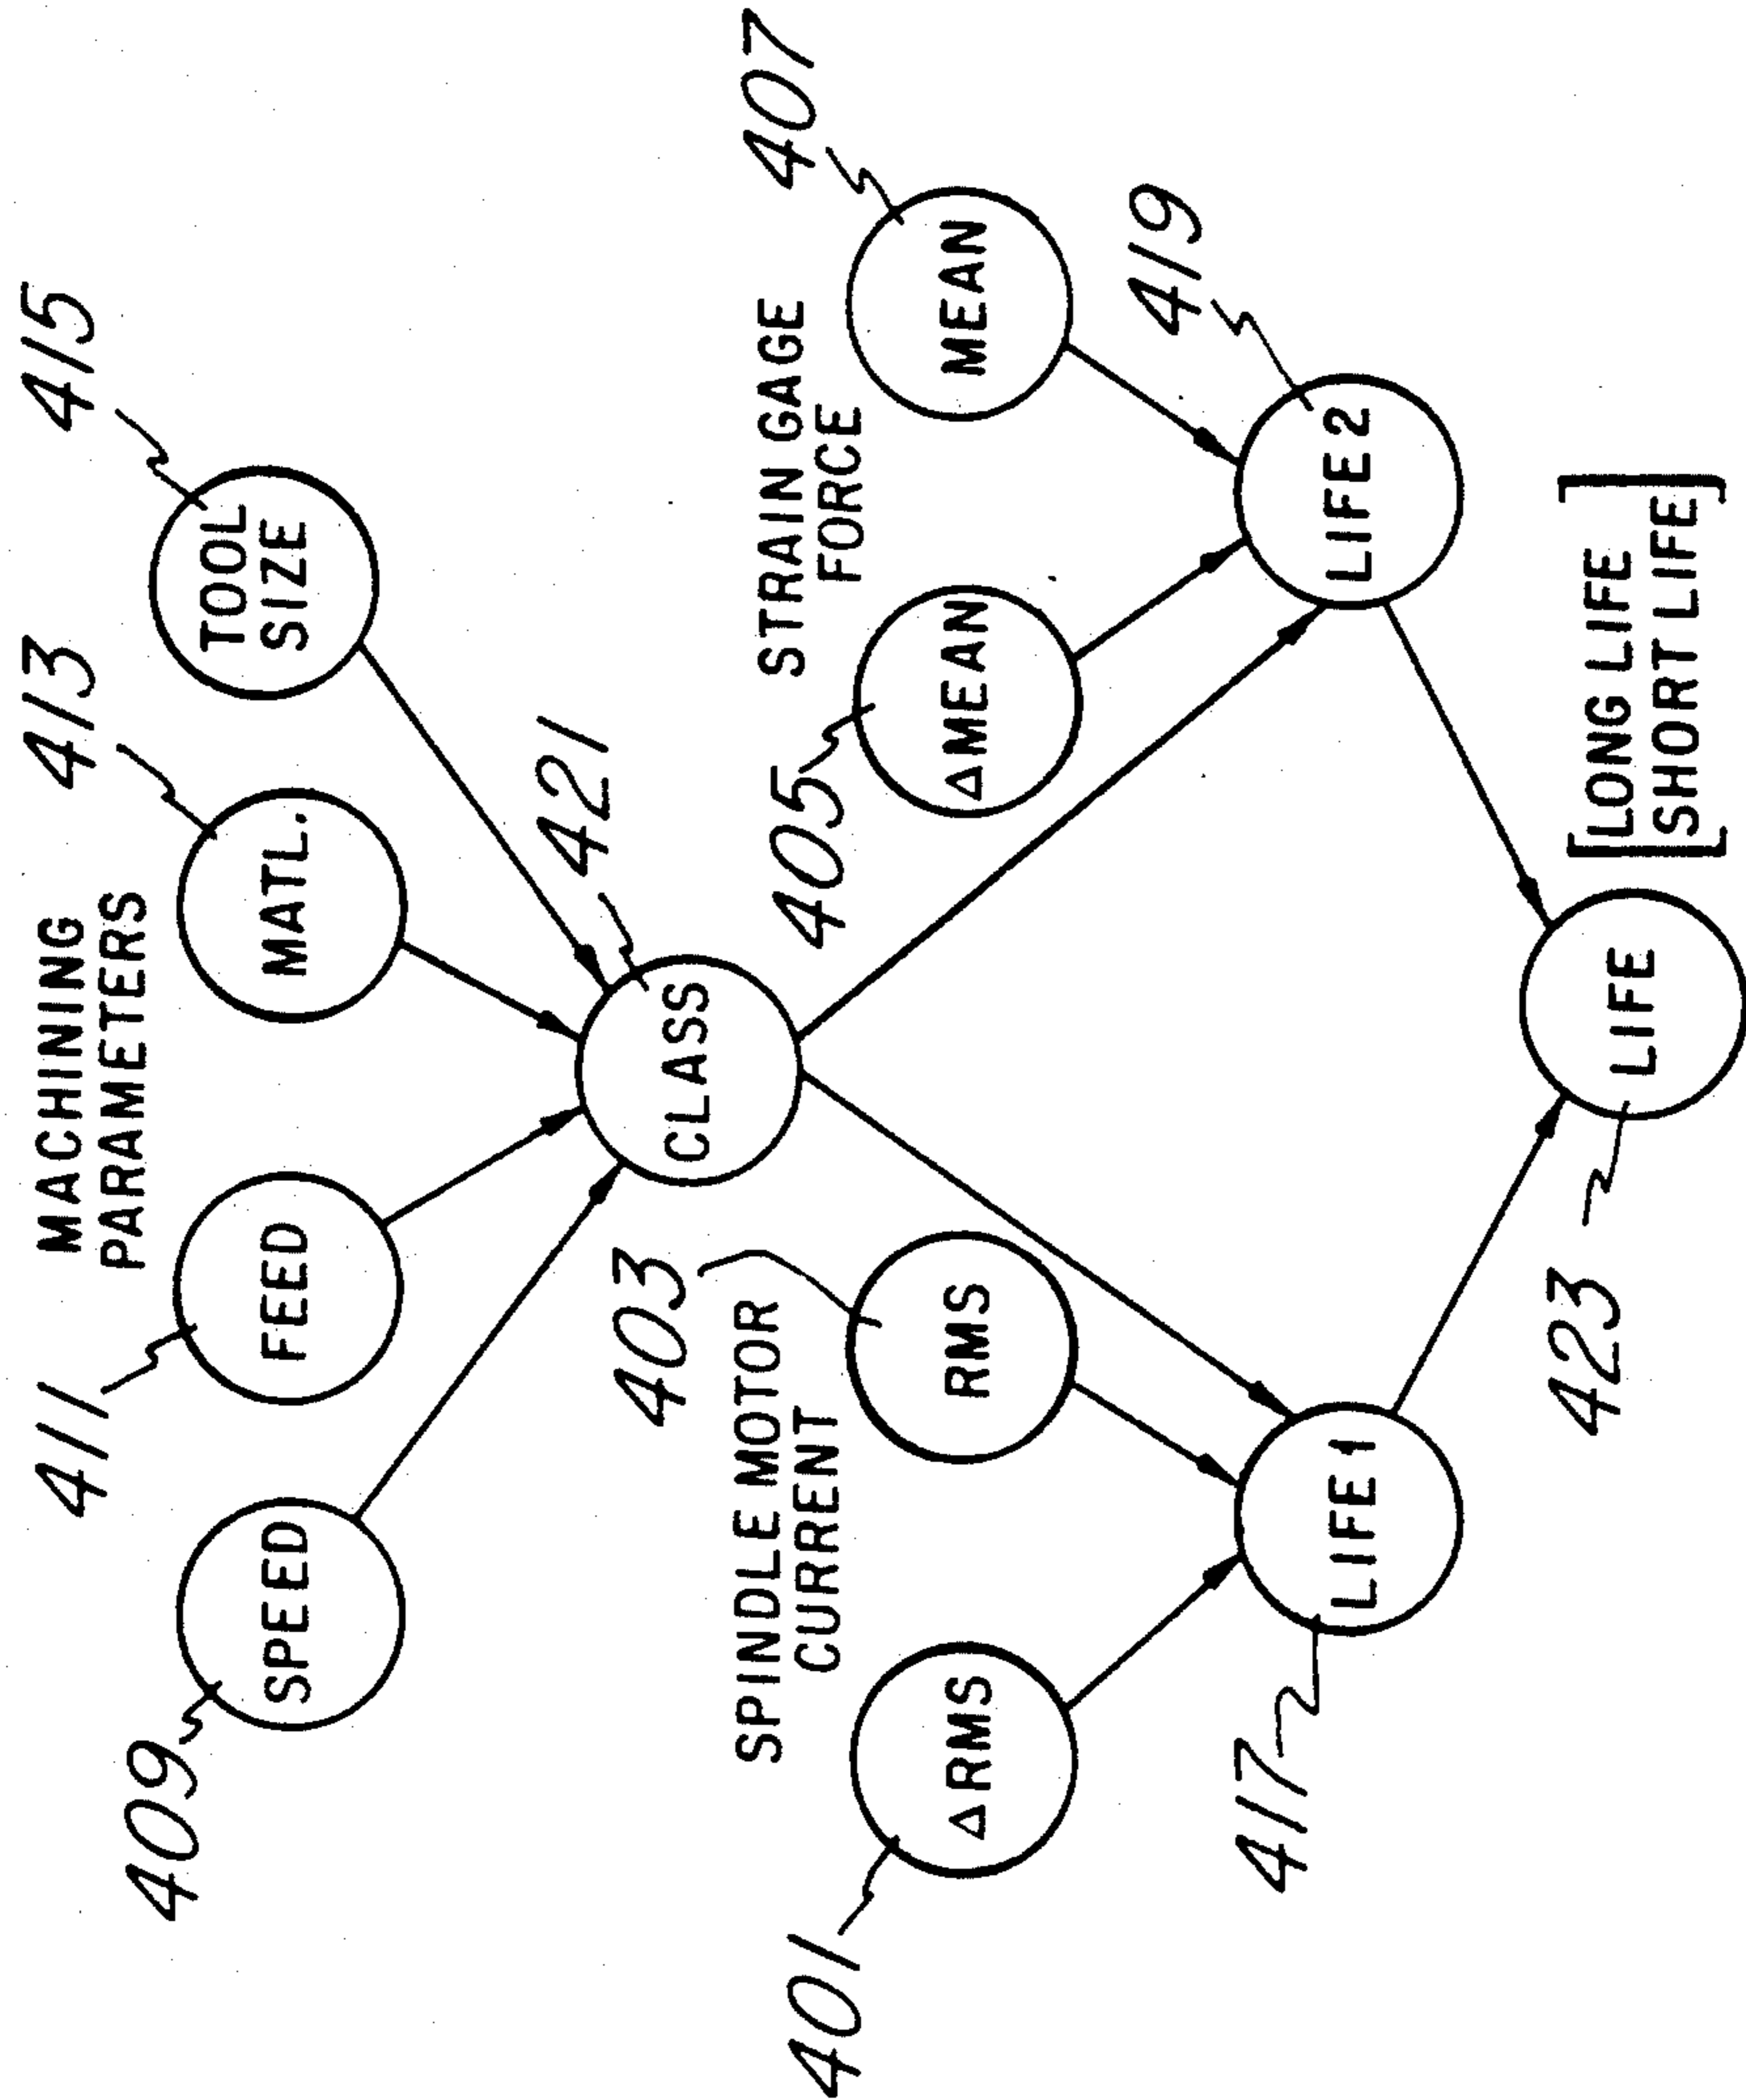 MACHINING
PARAMETERS
409
411
413
415
SPEED
FEED
MATL.
TOOL
SIZE
421
CLASS
401
SPINDLE MOTOR
CURRENT
403
405
STRAIN GAGE
FORCE
407
ΔRMS
RMS
ΔMEAN
MEAN
417
LIFE 1
LIFE 2
419
423
LIFE
LONG LIFE
SHORT LIFE